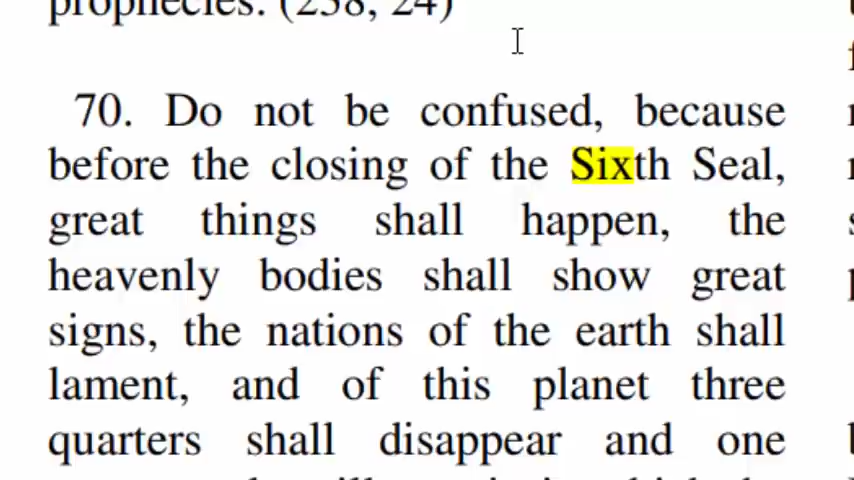 prophecies. (238, 24)
70. Do not be confused, because
before the closing of the Sixth Seal,
great things shall happen, the
heavenly bodies shall show great
signs, the nations of the earth shall
lament, and of this planet three
quarters shall disappear and one